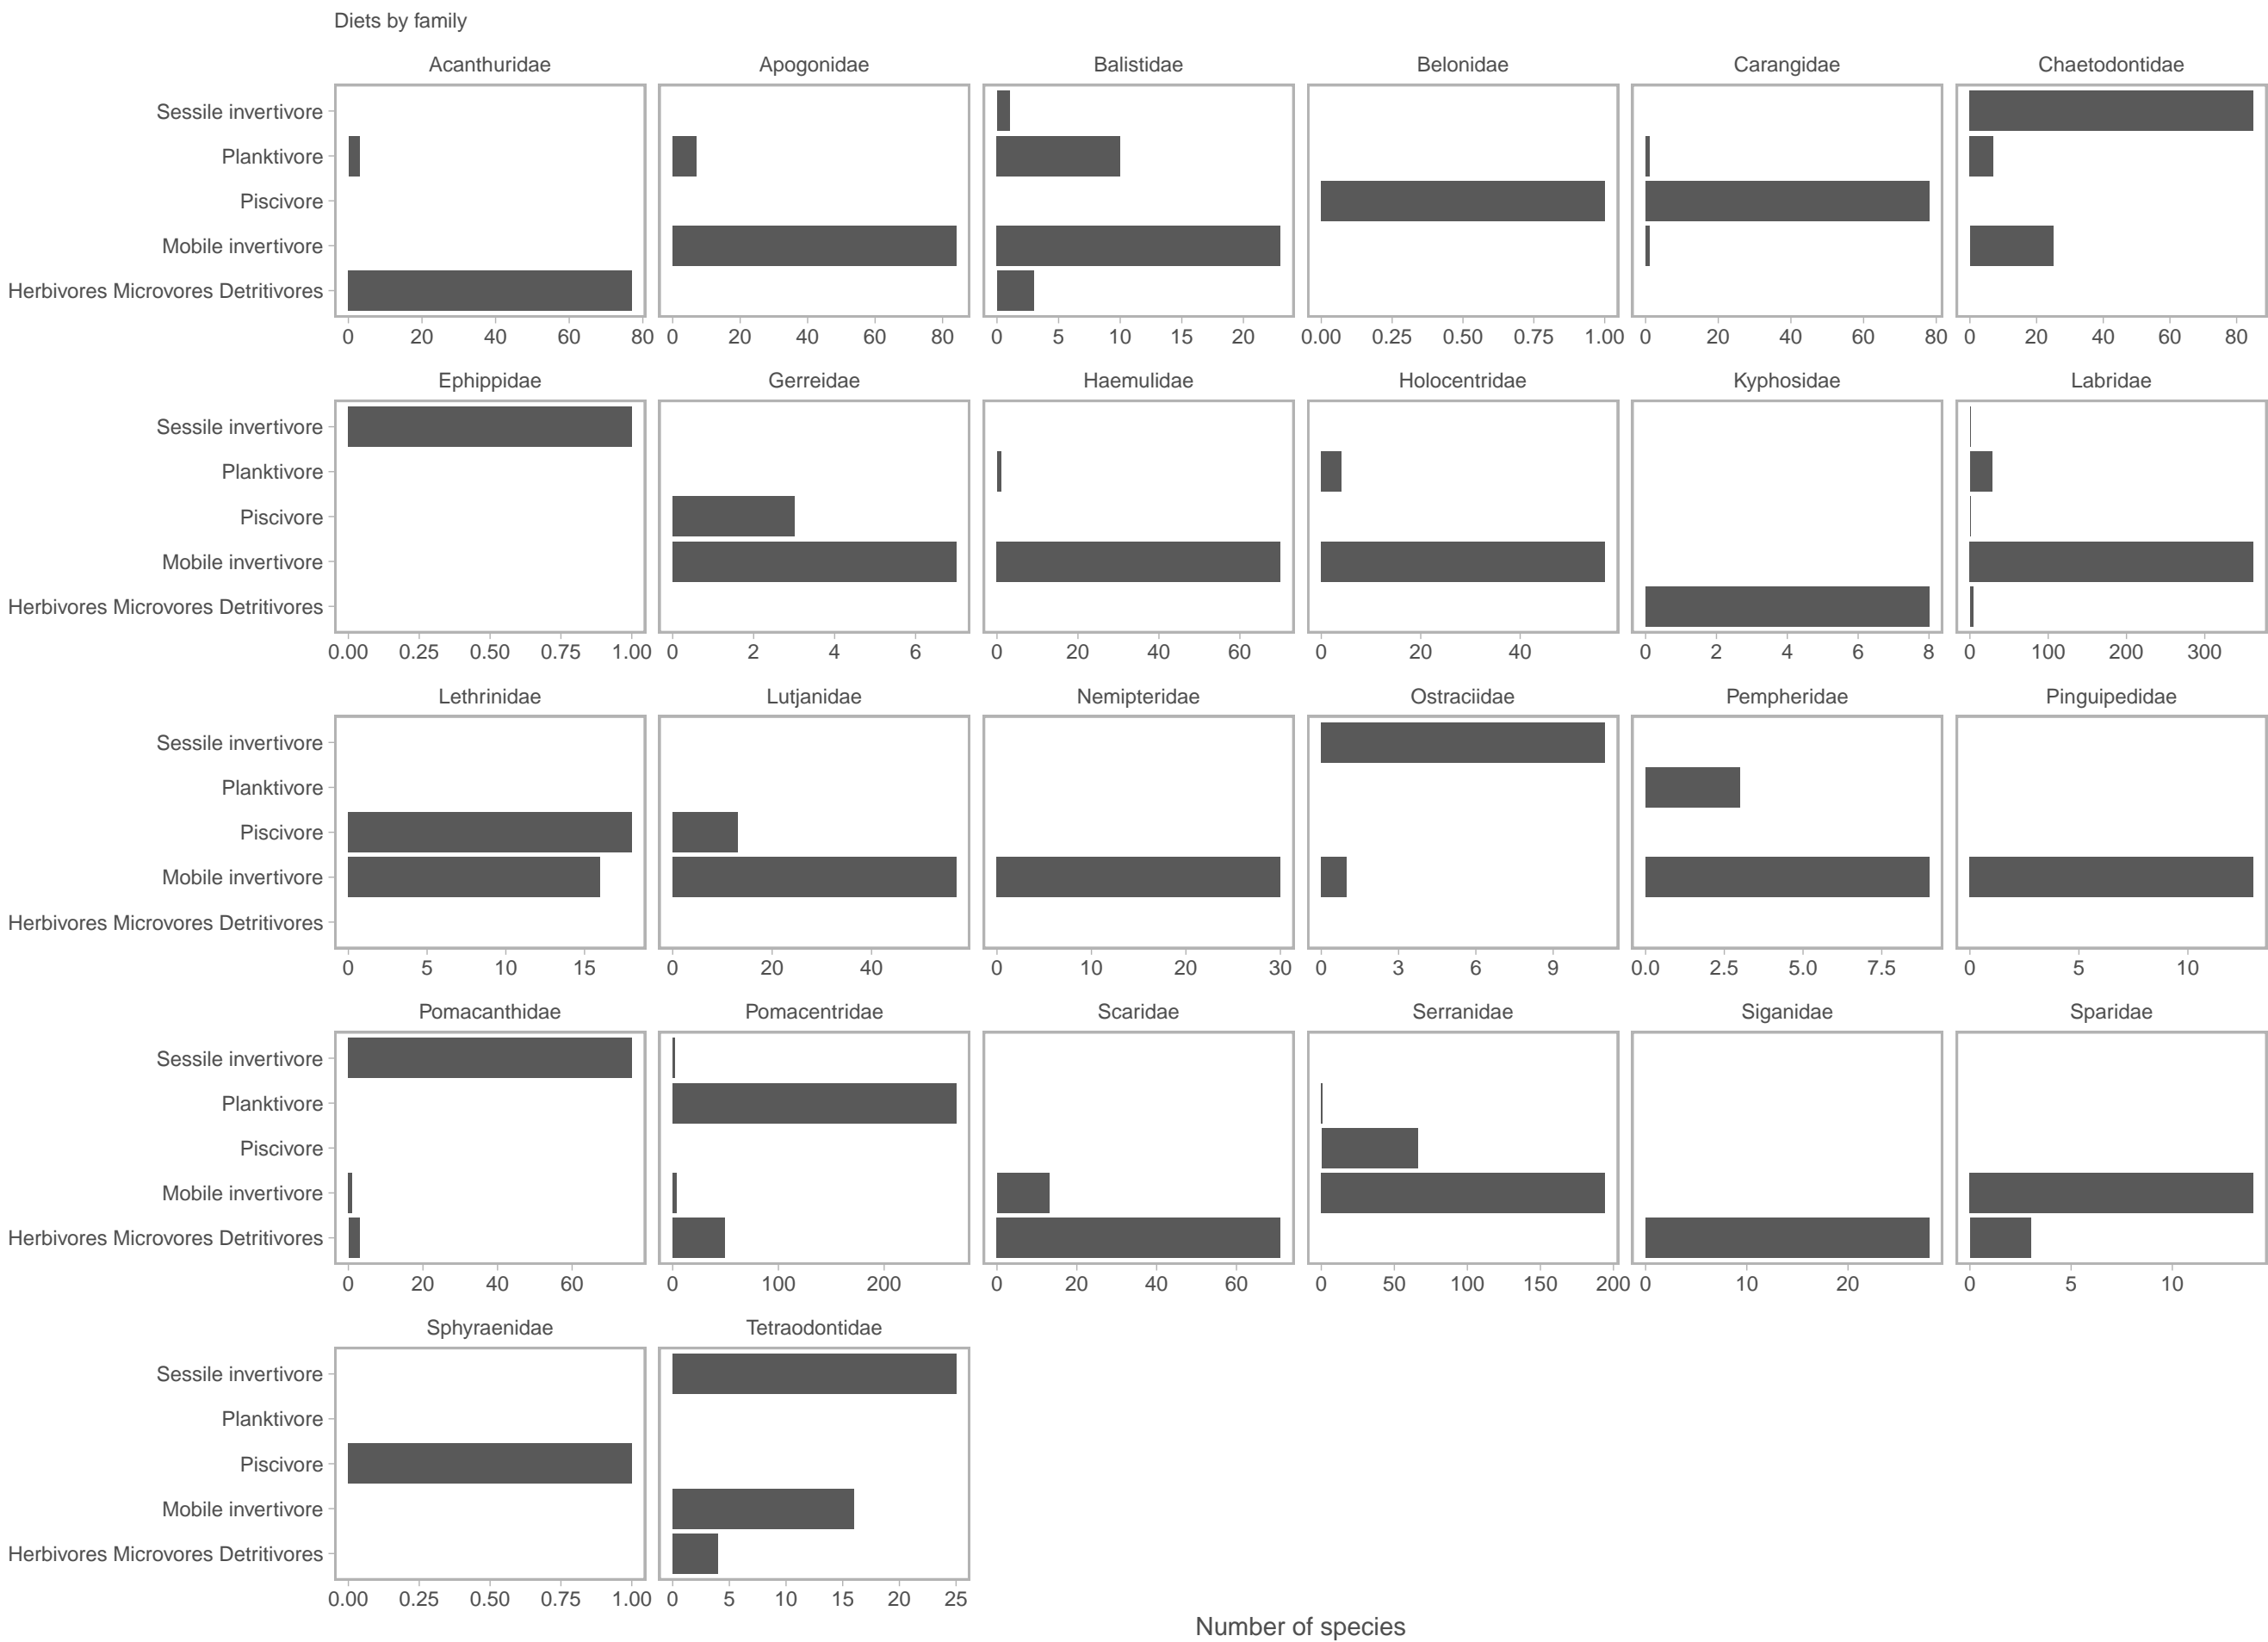 Diets by family
Acanthuridae Apogonidae Balistidae Belonidae Carangidae Chaetodontidae
Sessile invertivore
Planktivore
Piscivore
Mobile invertivore
Herbivores Microvores Detritivores
0 20 40 60 80 0 20 40 60 80 0 5 10 15 20 0.00 0.25 0.50 0.75 1.00 0 20 40 60 80 0 20 40 60 80
Ephippidae Gerreidae Haemulidae Holocentridae Kyphosidae Labridae
Sessile invertivore
Planktivore
Piscivore
Mobile invertivore
Herbivores Microvores Detritivores
0.00 0.25 0.50 0.75 1.00 0 2 4 6 0 20 40 60 0 20 40 0 2 4 6 8 0 100 200 300
Lethrinidae Lutjanidae Nemipteridae Ostraciidae Pempheridae Pinguipedidae
Sessile invertivore
Planktivore
Piscivore
Mobile invertivore
Herbivores Microvores Detritivores
0 5 10 15 0 20 40 0 10 20 30 0 3 6 9 0.0 2.5 5.0 7.5 0 5 10
Pomacanthidae Pomacentridae Scaridae Serranidae Siganidae Sparidae
Sessile invertivore
Planktivore
Piscivore
Mobile invertivore
Herbivores Microvores Detritivores
0 20 40 60 0 100 200 0 20 40 60 0 50 100 150 200 0 10 20 0 5 10
Sphyraenidae Tetraodontidae
Sessile invertivore
Planktivore
Piscivore
Mobile invertivore
Herbivores Microvores Detritivores
0.00 0.25 0.50 0.75 1.00 0 5 10 15 20 25
Number of species